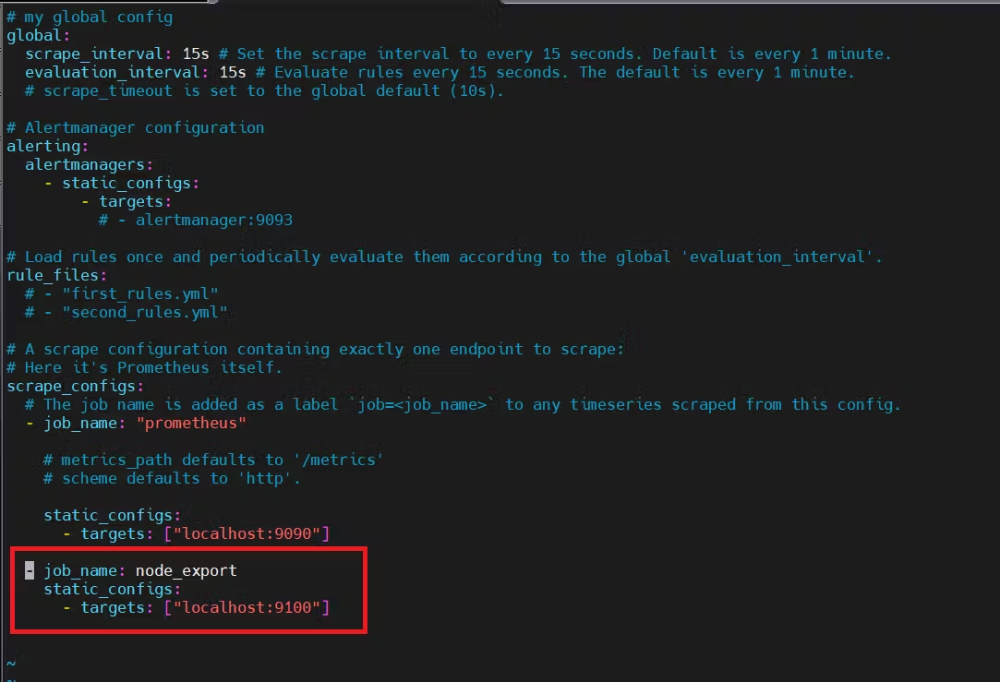 # my global config
global:
  scrape_interval: 15s # Set the scrape interval to every 15 seconds. Default is every 1 minute.
  evaluation_interval: 15s # Evaluate rules every 15 seconds. The default is every 1 minute.
  # scrape_timeout is set to the global default (10s).

# Alertmanager configuration
alerting:
  alertmanagers:
    - static_configs:
        - targets:
          # - alertmanager:9093

# Load rules once and periodically evaluate them according to the global 'evaluation_interval'.
rule_files:
  # - "first_rules.yml"
  # - "second_rules.yml"

# A scrape configuration containing exactly one endpoint to scrape:
# Here it's Prometheus itself.
scrape_configs:
  # The job name is added as a label `job=<job_name>` to any timeseries scraped from this config.
  - job_name: "prometheus"

    # metrics_path defaults to '/metrics'
    # scheme defaults to 'http'.

    static_configs:
      - targets: ["localhost:9090"]

  - job_name: node_export
    static_configs:
      - targets: ["localhost:9100"]

~
~